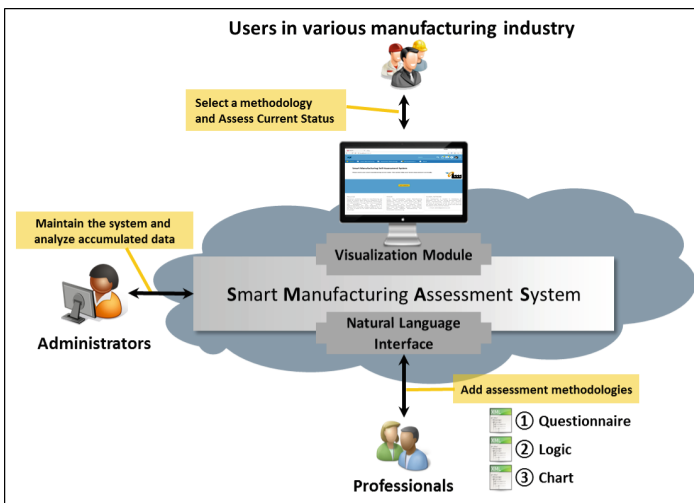 Users in various manufacturing industry
Select a methodology
and Assess Current Status
Maintain the system and
analyze accumulated data
Visualization Module
Smart Manufacturing Assessment System
Administrators
Natural Language
Interface
Add assessment methodologies
① Questionnaire
② Logic
③ Chart
Professionals